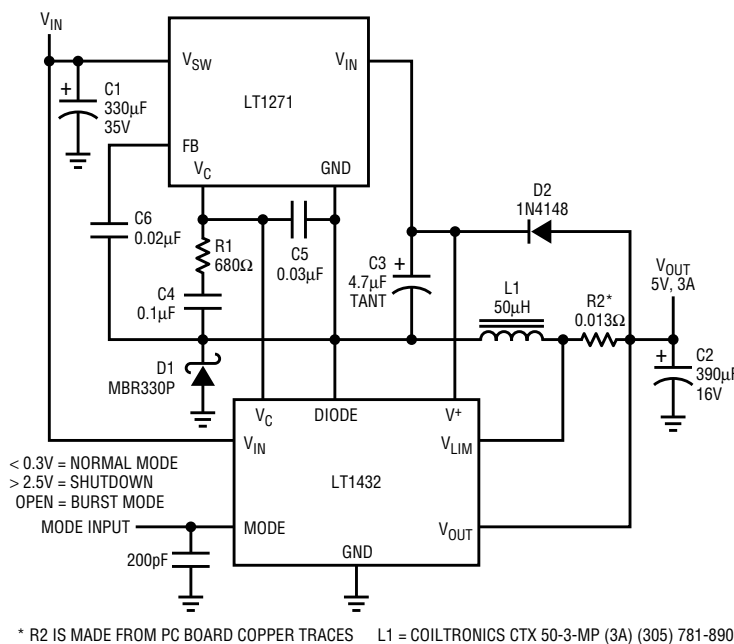 VIN
VSW
VIN
+
C1
330µF
35V
LT1271
FB
VC
GND
D2
1N4148
C6
0.02µF
R1
680Ω
C5
0.03µF
C3
4.7µF
TANT
+
L1
50µH
R2*
0.013Ω
VOUT
5V, 3A
C4
0.1µF
+
C2
390µF
16V
D1
MBR330P
VC
DIODE
V+
VIN
VLIM
< 0.3V = NORMAL MODE
> 2.5V = SHUTDOWN
OPEN = BURST MODE
LT1432
MODE INPUT
MODE
VOUT
200pF
GND
* R2 IS MADE FROM PC BOARD COPPER TRACES
L1 = COILTRONICS CTX 50-3-MP (3A) (305) 781-890